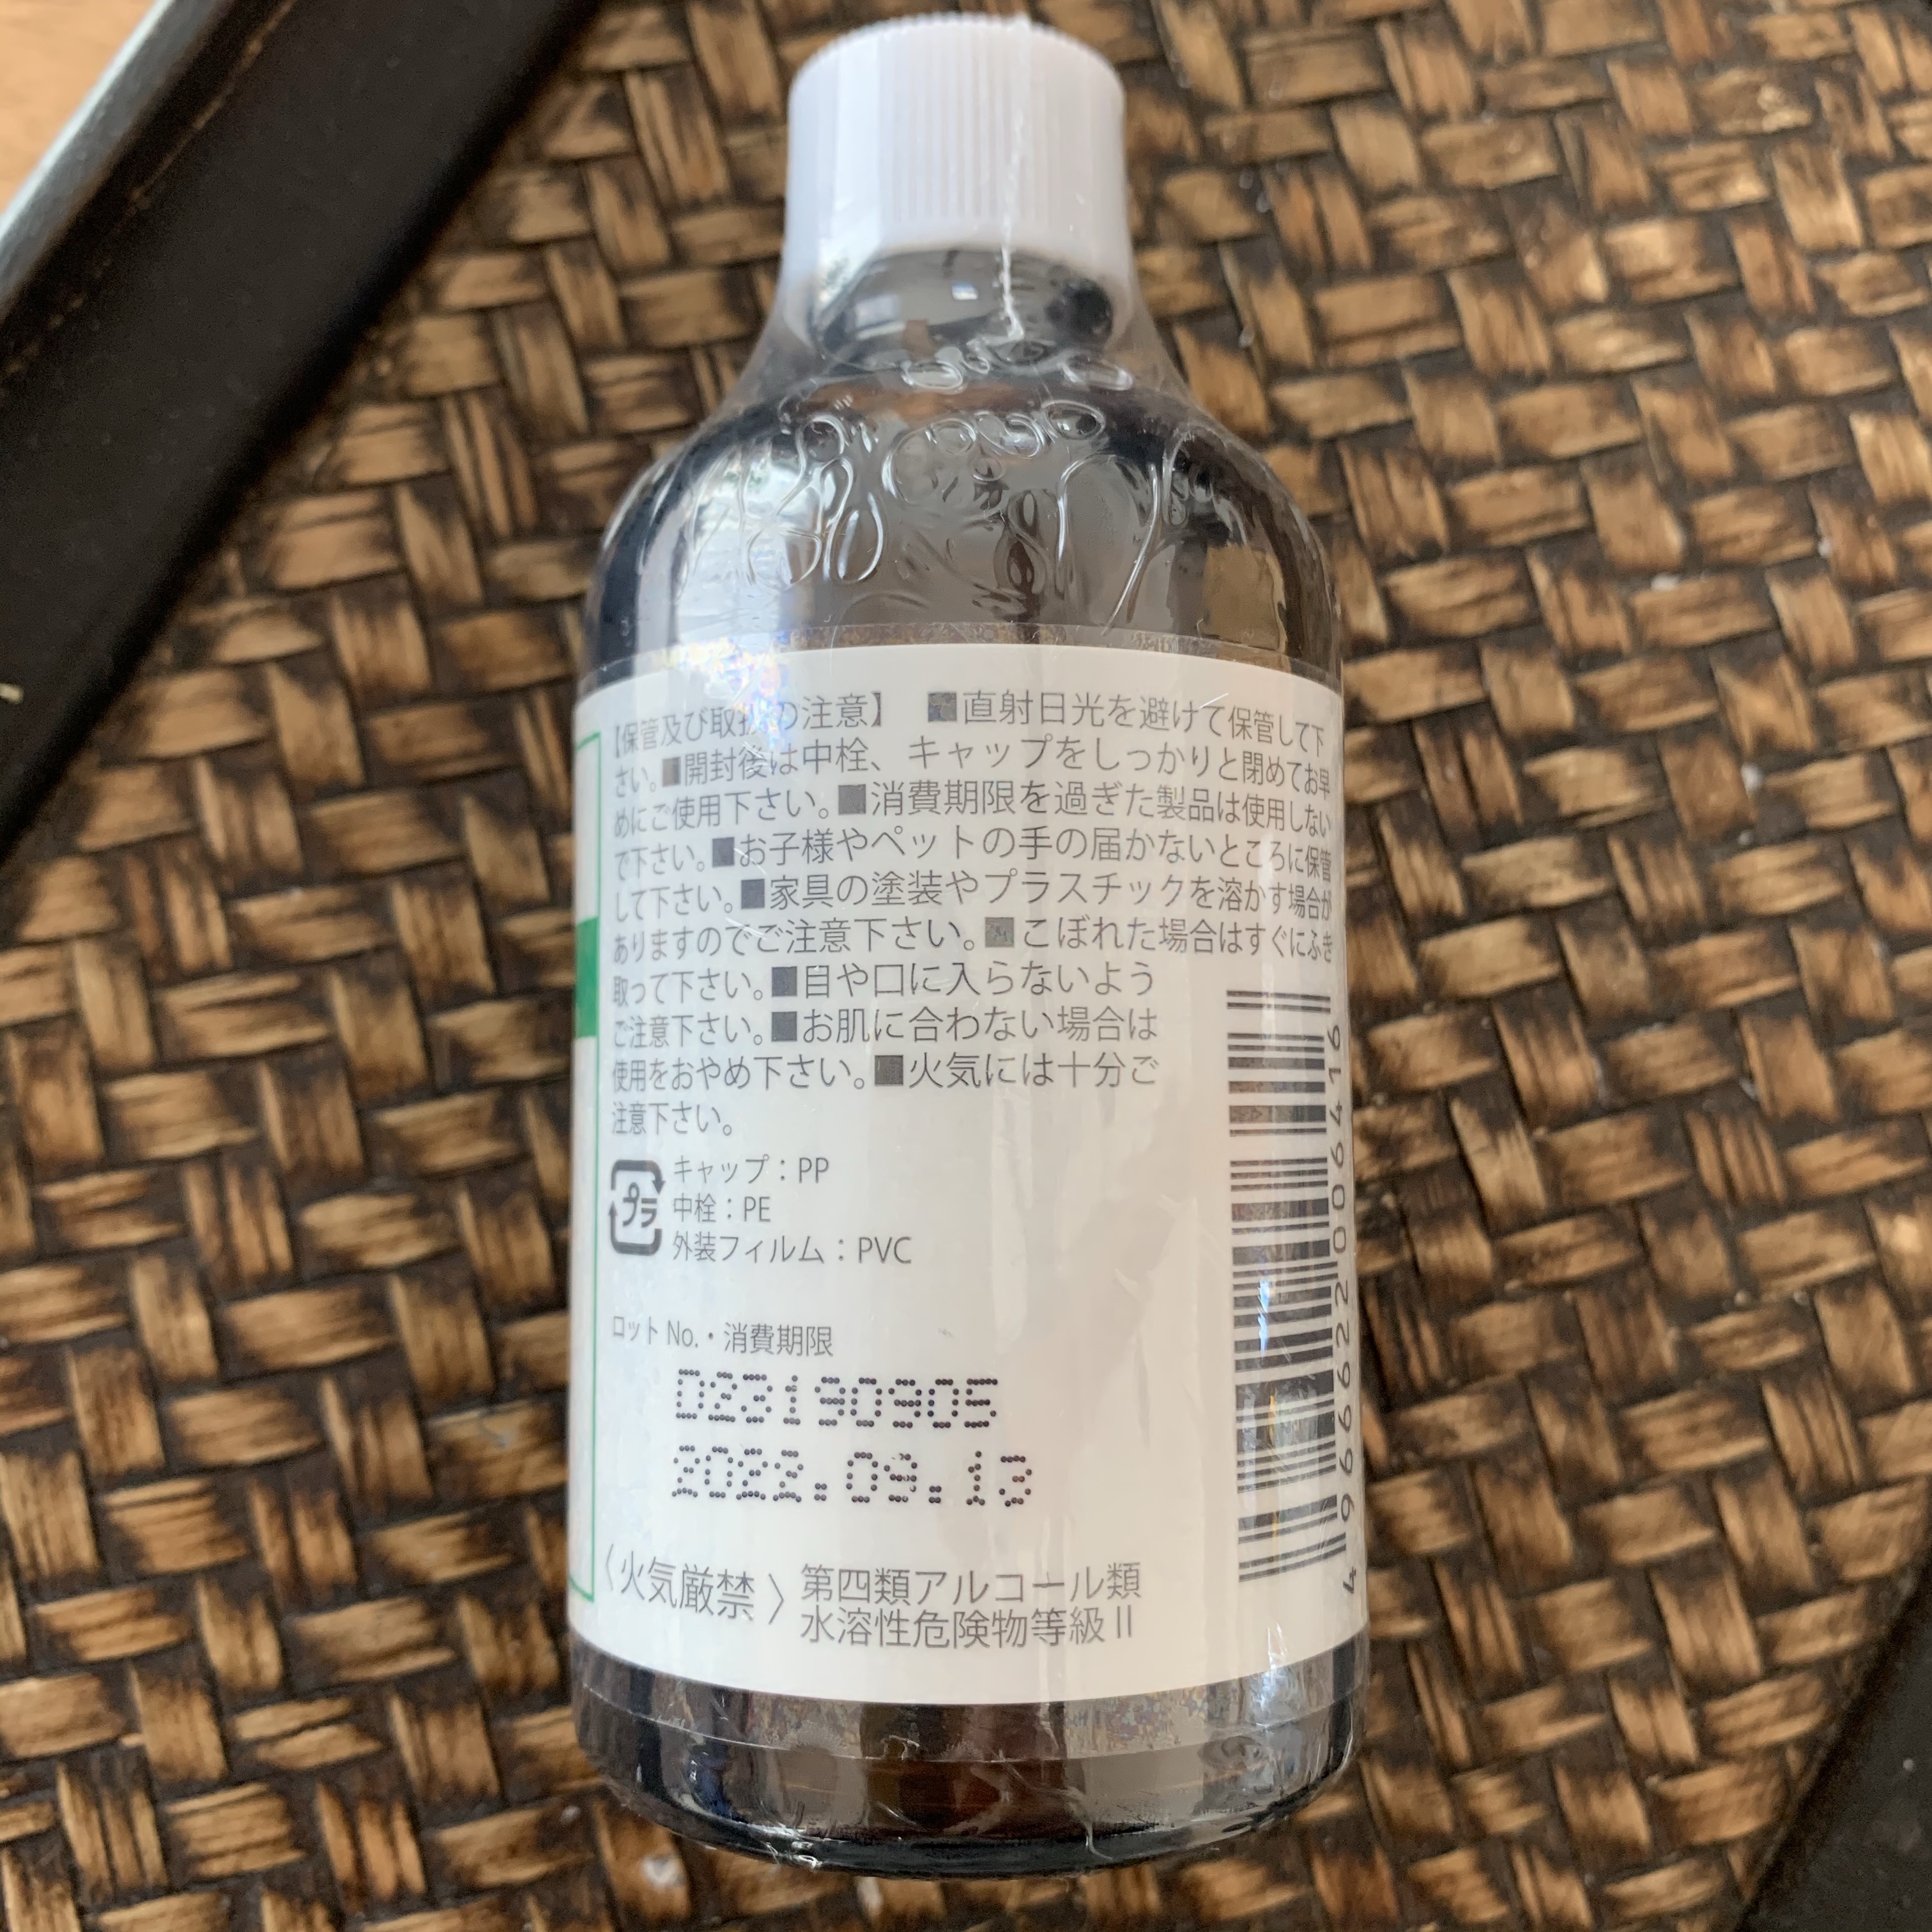 【保管及び取扱の注意】 ■直射日光を避けて保管して下
さい。■開封後は中栓、キャップをしっかりと閉めてお早
めにご使用下さい。■消費期限を過ぎた製品は使用しない
で下さい。■お子様やペットの手の届かないところに保管
して下さい。■家具の塗装やプラスチックを溶かす場合が
ありますのでご注意下さい。■こぼれた場合はすぐにふき
取って下さい。■目や口に入らないよう
ご注意下さい。■お肌に合わない場合は
使用をおやめ下さい。■火気には十分ご
注意下さい。
プラ
キャップ：PP
中栓：PE
外装フィルム：PVC
ロット No.・消費期限
D22190905
2022.09.13
〈火気厳禁〉第四類アルコール類
水溶性危険物等級Ⅱ
4966622006416